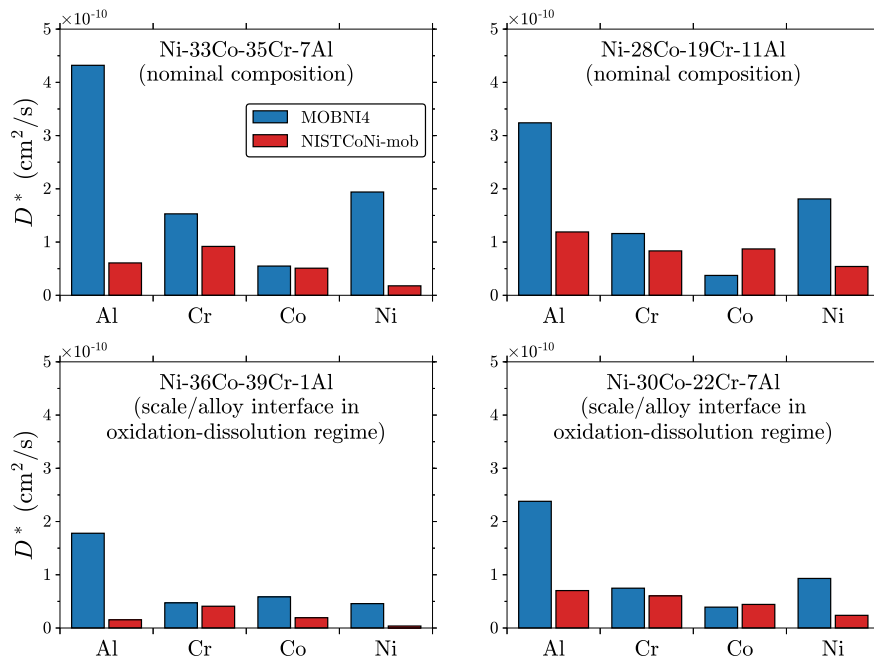 ×10⁻¹⁰
5
4
3
2
1
0
D* (cm²/s)
Ni-33Co-35Cr-7Al
(nominal composition)
MOBNI4
NISTCoNi-mob
Al Cr Co Ni
×10⁻¹⁰
5
4
3
2
1
0
Ni-28Co-19Cr-11Al
(nominal composition)
Al Cr Co Ni
×10⁻¹⁰
5
4
3
2
1
0
D* (cm²/s)
Ni-36Co-39Cr-1Al
(scale/alloy interface in
oxidation-dissolution regime)
Al Cr Co Ni
×10⁻¹⁰
5
4
3
2
1
0
Ni-30Co-22Cr-7Al
(scale/alloy interface in
oxidation-dissolution regime)
Al Cr Co Ni